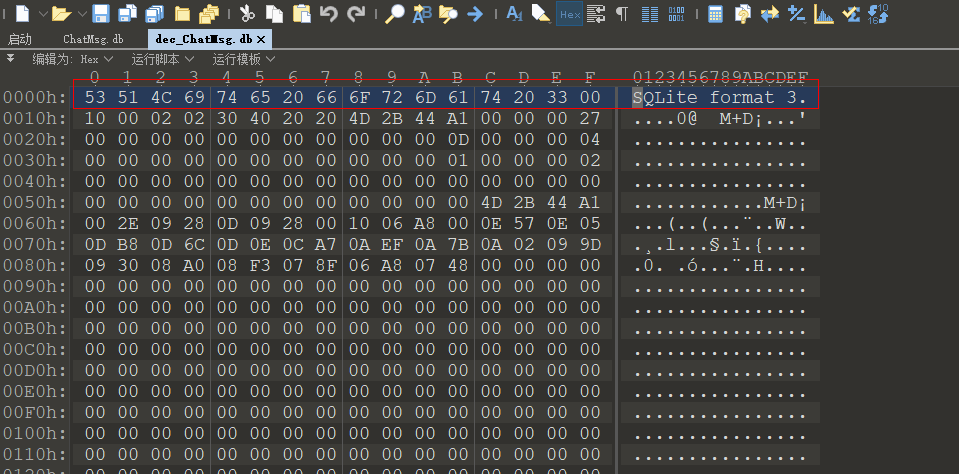 Hex
启动 ChatMsg.db dec_ChatMsg.db ×
编辑为: Hex 运行脚本 运行模板
0 1 2 3 4 5 6 7 8 9 A B C D E F 0123456789ABCDEF
0000h: 53 51 4C 69 74 65 20 66 6F 72 6D 61 74 20 33 00 SQLite format 3.
0010h: 10 00 02 02 30 40 20 20 4D 2B 44 A1 00 00 00 27 ....0@  M+D¡...'
0020h: 00 00 00 00 00 00 00 00 00 00 00 0D 00 00 00 04 ................
0030h: 00 00 00 00 00 00 00 00 00 00 00 01 00 00 00 02 ................
0040h: 00 00 00 00 00 00 00 00 00 00 00 00 00 00 00 00 ................
0050h: 00 00 00 00 00 00 00 00 00 00 00 00 4D 2B 44 A1 ............M+D¡
0060h: 00 2E 09 28 0D 09 28 00 10 06 A8 00 0E 57 0E 05 ...(..(...¨..W..
0070h: 0D B8 0D 6C 0D 0E 0C A7 0A EF 0A 7B 0A 02 09 9D .¸.l...§.ï.{....
0080h: 09 30 08 A0 08 F3 07 8F 06 A8 07 48 00 00 00 00 .0. .ó...¨.H....
0090h: 00 00 00 00 00 00 00 00 00 00 00 00 00 00 00 00 ................
00A0h: 00 00 00 00 00 00 00 00 00 00 00 00 00 00 00 00 ................
00B0h: 00 00 00 00 00 00 00 00 00 00 00 00 00 00 00 00 ................
00C0h: 00 00 00 00 00 00 00 00 00 00 00 00 00 00 00 00 ................
00D0h: 00 00 00 00 00 00 00 00 00 00 00 00 00 00 00 00 ................
00E0h: 00 00 00 00 00 00 00 00 00 00 00 00 00 00 00 00 ................
00F0h: 00 00 00 00 00 00 00 00 00 00 00 00 00 00 00 00 ................
0100h: 00 00 00 00 00 00 00 00 00 00 00 00 00 00 00 00 ................
0110h: 00 00 00 00 00 00 00 00 00 00 00 00 00 00 00 00 ................